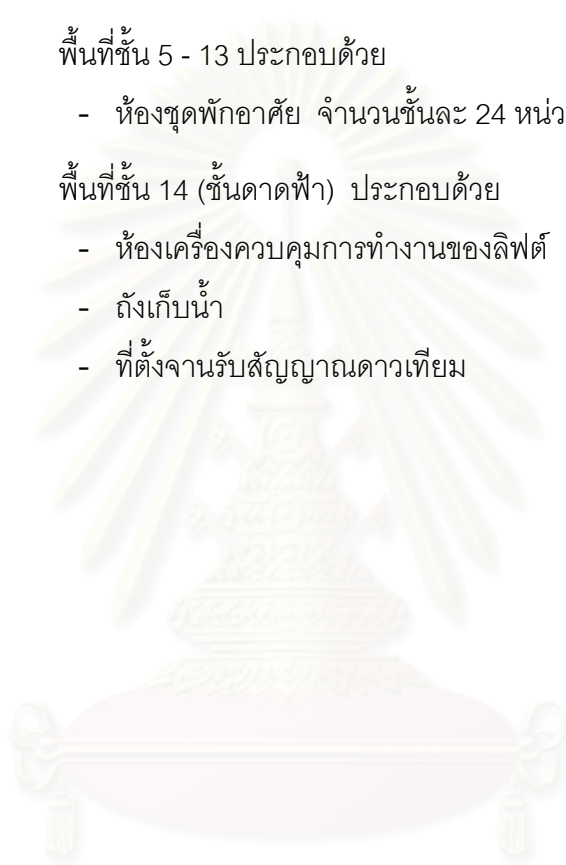 พื้นที่ชั้น 5 - 13 ประกอบด้วย
- ห้องชุดพักอาศัย จำนวนชั้นละ 24 หน่ว
พื้นที่ชั้น 14 (ชั้นดาดฟ้า) ประกอบด้วย
- ห้องเครื่องควบคุมการทำงานของลิฟต์
- ถังเก็บน้ำ
- ที่ตั้งจานรับสัญญาณดาวเทียม